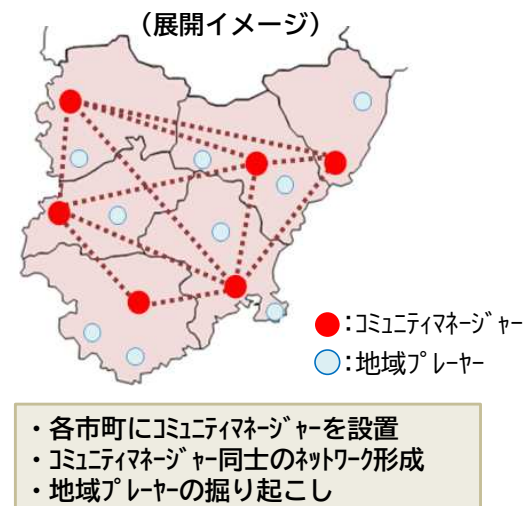 （展開イメージ）
●：ｺﾐｭﾆﾃｨﾏﾈｰｼﾞｬｰ
○：地域ﾌﾟﾚｰﾔｰ
・各市町にｺﾐｭﾆﾃｨﾏﾈｰｼﾞｬｰを設置
・ｺﾐｭﾆﾃｨﾏﾈｰｼﾞｬｰ同士のﾈｯﾄﾜｰｸ形成
・地域ﾌﾟﾚｰﾔｰの掘り起こし